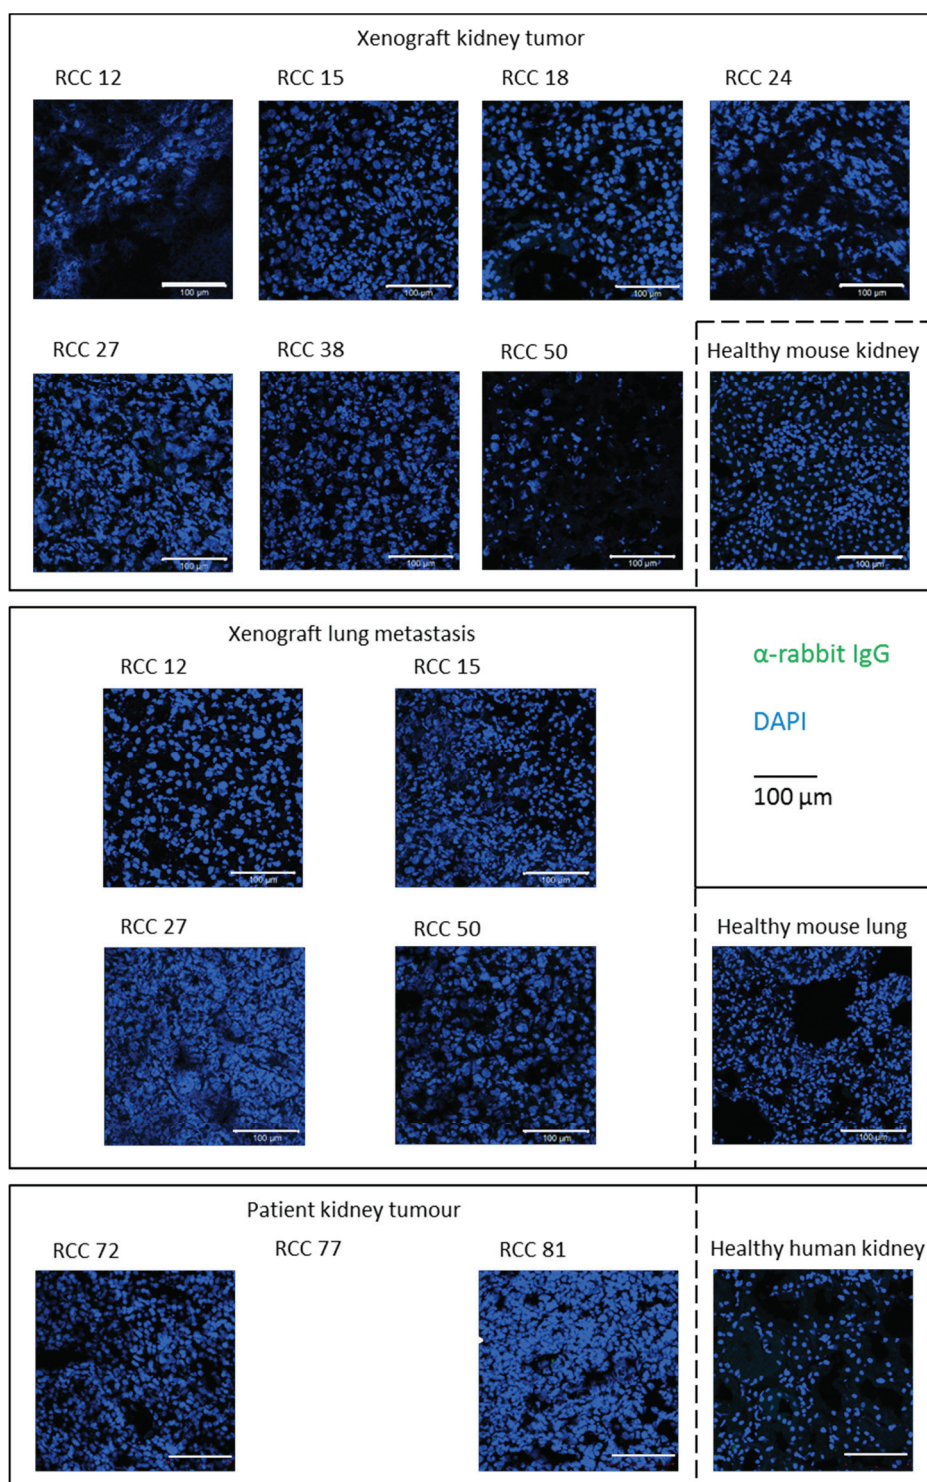 Xenograft kidney tumor
RCC 12 RCC 15 RCC 18 RCC 24
100 µm 100 µm 100 µm 100 µm
RCC 27 RCC 38 RCC 50 Healthy mouse kidney
100 µm 100 µm 100 µm 100 µm
Xenograft lung metastasis
RCC 12 RCC 15
α-rabbit IgG
DAPI
100 µm
100 µm 100 µm
RCC 27 RCC 50 Healthy mouse lung
100 µm 100 µm 100 µm
Patient kidney tumour
RCC 72 RCC 77 RCC 81 Healthy human kidney